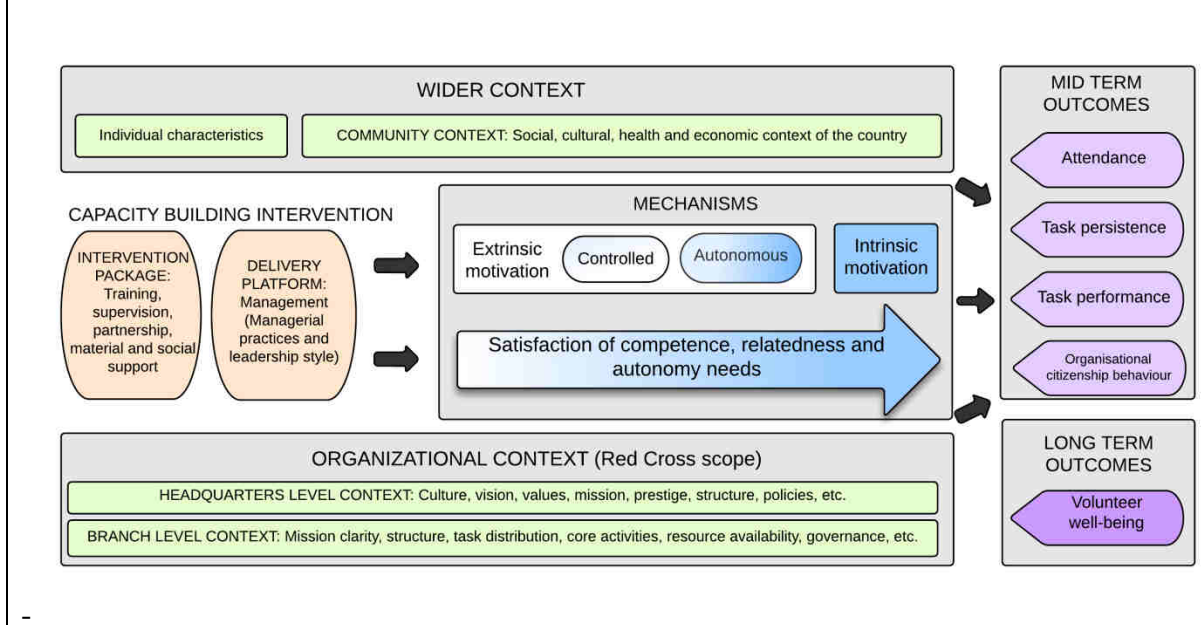 WIDER CONTEXT
Individual characteristics
COMMUNITY CONTEXT: Social, cultural, health and economic context of the country
CAPACITY BUILDING INTERVENTION
INTERVENTION
PACKAGE:
Training,
supervision,
partnership,
material and social
support
DELIVERY
PLATFORM:
Management
(Managerial
practices and
leadership style)
MECHANISMS
Extrinsic
motivation
Controlled
Autonomous
Intrinsic
motivation
Satisfaction of competence, relatedness and
autonomy needs
ORGANIZATIONAL CONTEXT (Red Cross scope)
HEADQUARTERS LEVEL CONTEXT: Culture, vision, values, mission, prestige, structure, policies, etc.
BRANCH LEVEL CONTEXT: Mission clarity, structure, task distribution, core activities, resource availability, governance, etc.
MID TERM
OUTCOMES
Attendance
Task persistence
Task performance
Organisational
citizenship behaviour
LONG TERM
OUTCOMES
Volunteer
well-being
-